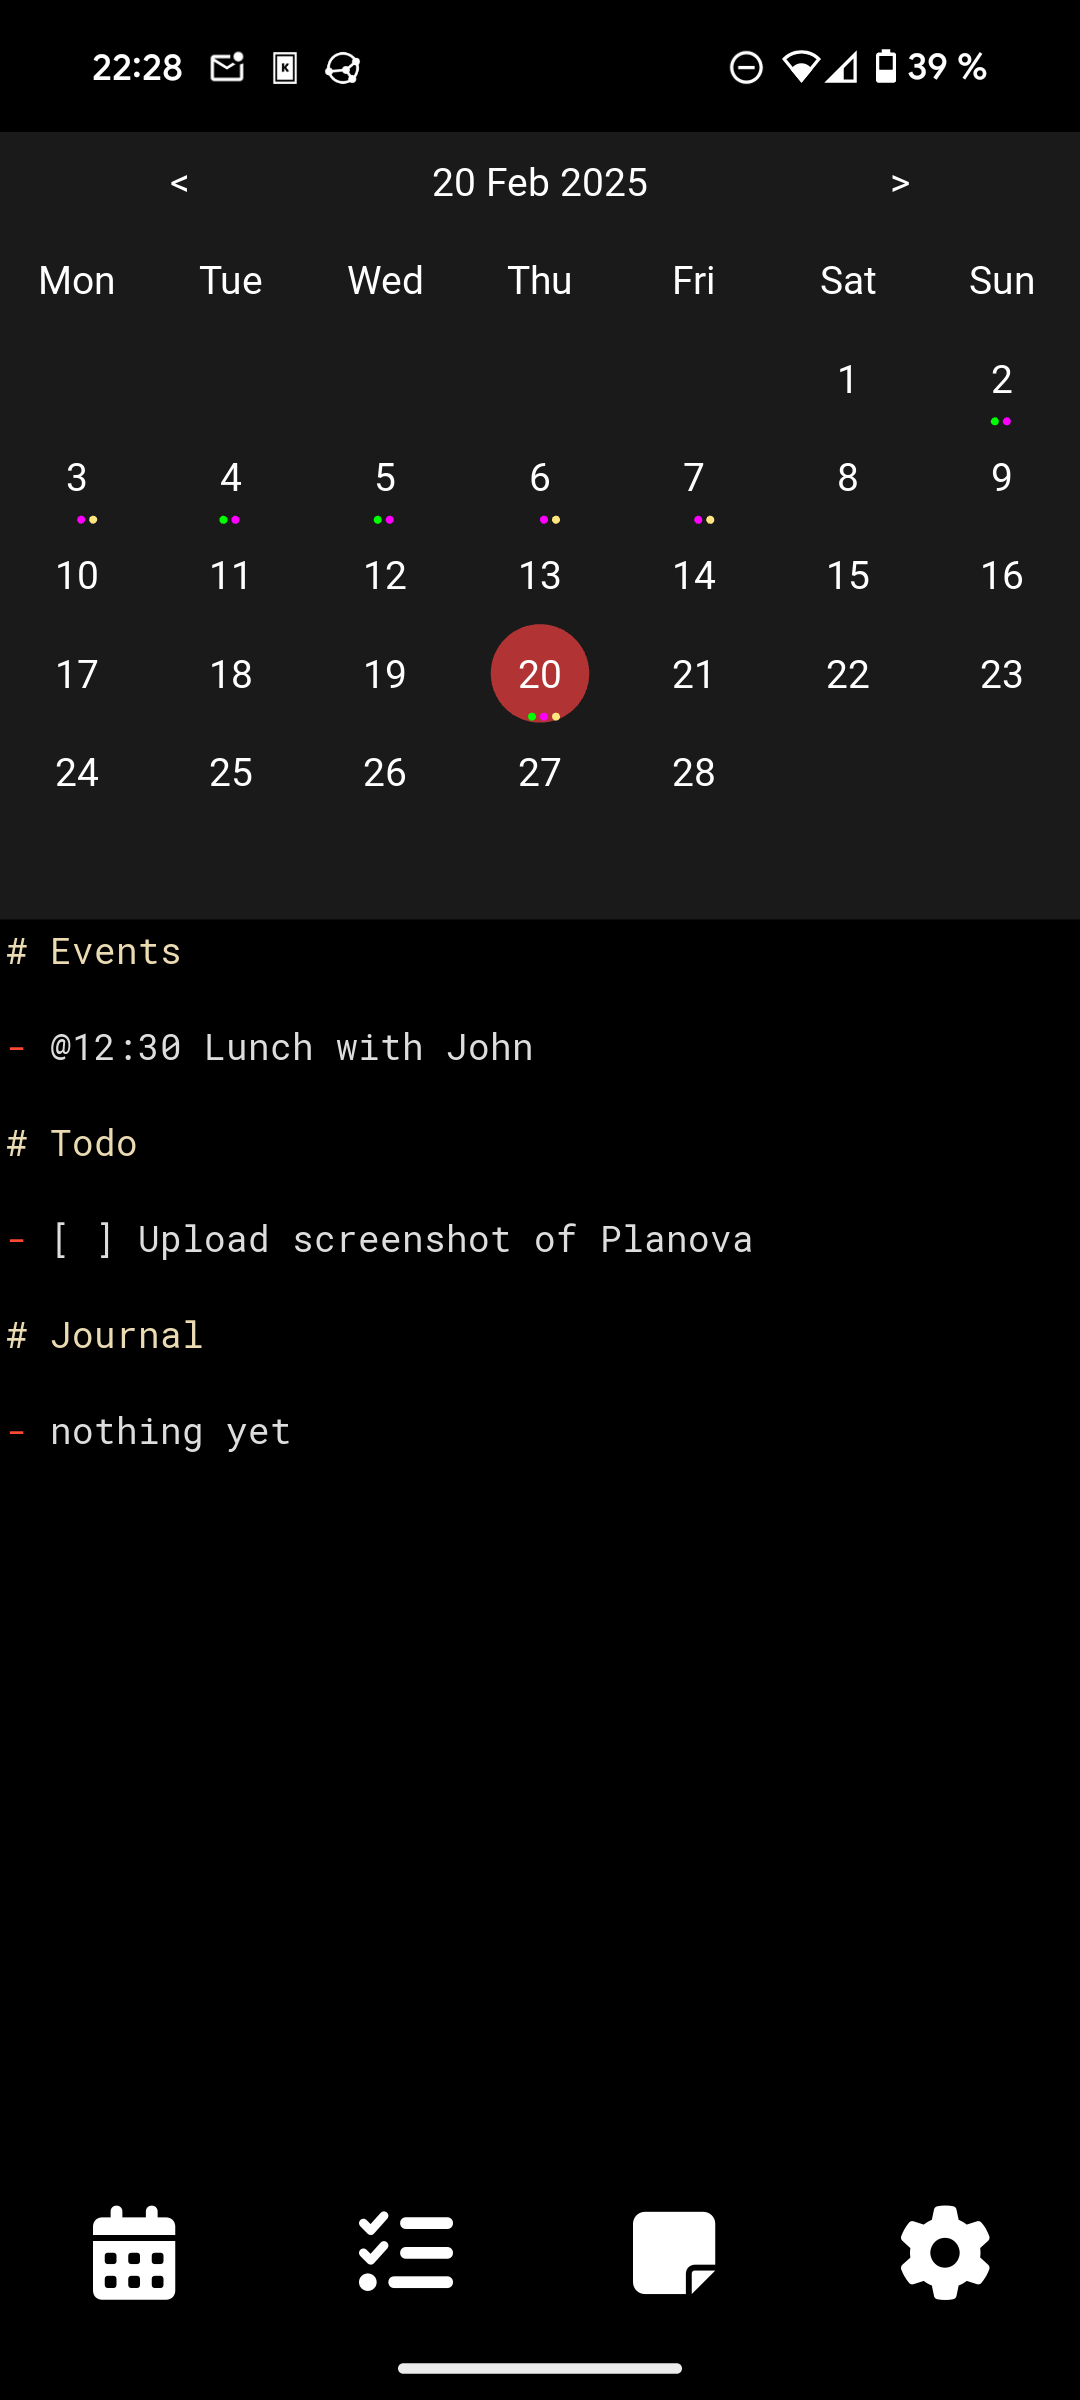 22:28 K 39 %
< 20 Feb 2025 >
Mon Tue Wed Thu Fri Sat Sun
1 2
3 4 5 6 7 8 9
10 11 12 13 14 15 16
17 18 19 20 21 22 23
24 25 26 27 28
# Events
- @12:30 Lunch with John
# Todo
- [ ] Upload screenshot of Planova
# Journal
- nothing yet